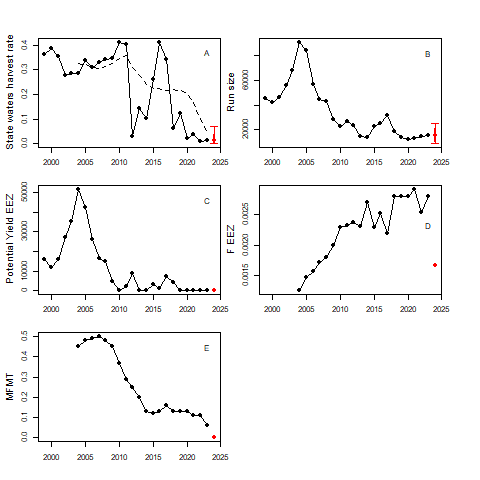 State waters harvest rate
0.0 0.1 0.2 0.3 0.4
A
2000 2005 2010 2015 2020 2025
Run size
20000 60000
B
2000 2005 2010 2015 2020 2025
Potential Yield EEZ
0 10000 30000 50000
C
2000 2005 2010 2015 2020 2025
F EEZ
0.0015 0.0020 0.0025
D
2000 2005 2010 2015 2020 2025
MFMT
0.0 0.1 0.2 0.3 0.4 0.5
E
2000 2005 2010 2015 2020 2025